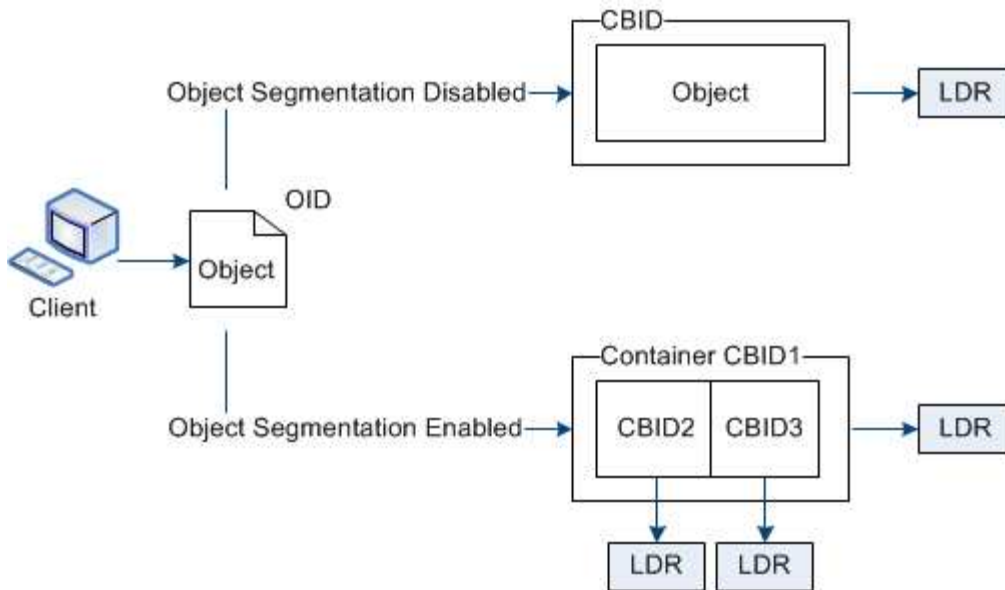 CBID
Object Segmentation Disabled
Object
LDR
OID
Object
Client
Container CBID1
Object Segmentation Enabled
CBID2
CBID3
LDR
LDR
LDR